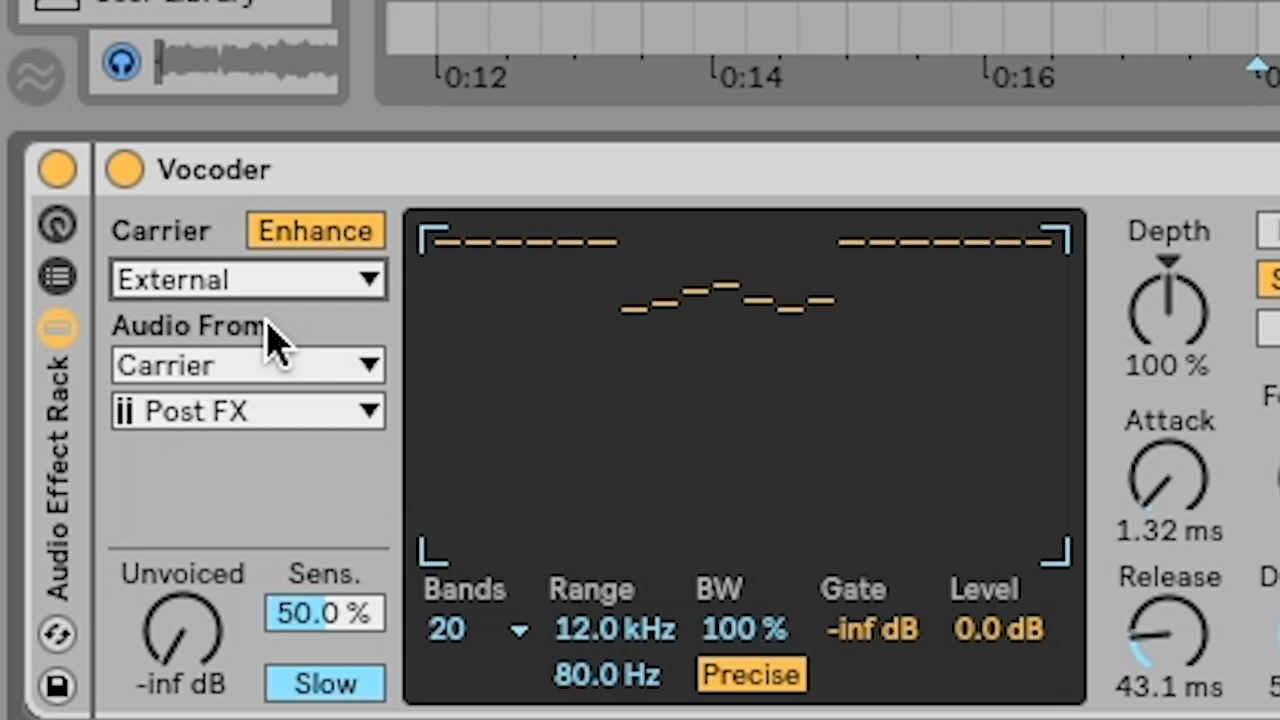 User Library
0:12
0:14
0:16
Vocoder
Carrier
Enhance
External
Audio From
Carrier
Post FX
Audio Effect Rack
Unvoiced
Sens.
50.0 %
-inf dB
Slow
Bands
Range
BW
Gate
Level
20
12.0 kHz
100 %
-inf dB
0.0 dB
80.0 Hz
Precise
Depth
100 %
Attack
1.32 ms
Release
43.1 ms